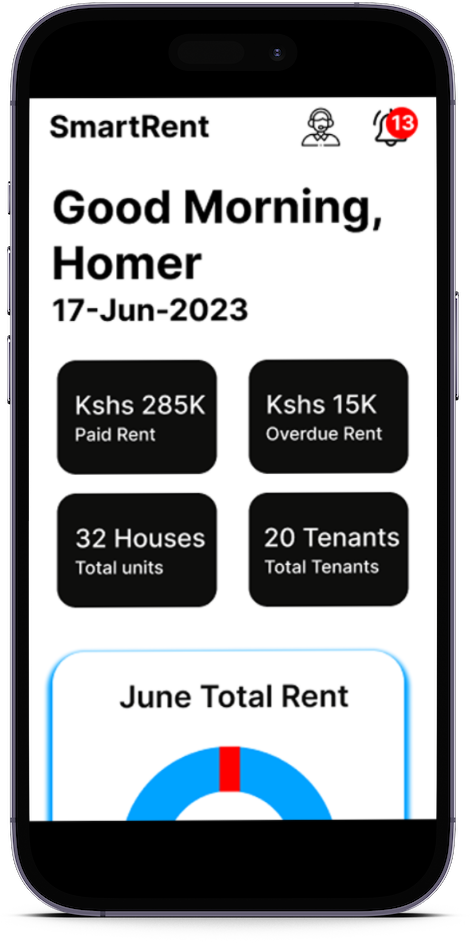 SmartRent
13
Good Morning,
Homer
17-Jun-2023
Kshs 285K
Paid Rent
Kshs 15K
Overdue Rent
32 Houses
Total units
20 Tenants
Total Tenants
June Total Rent